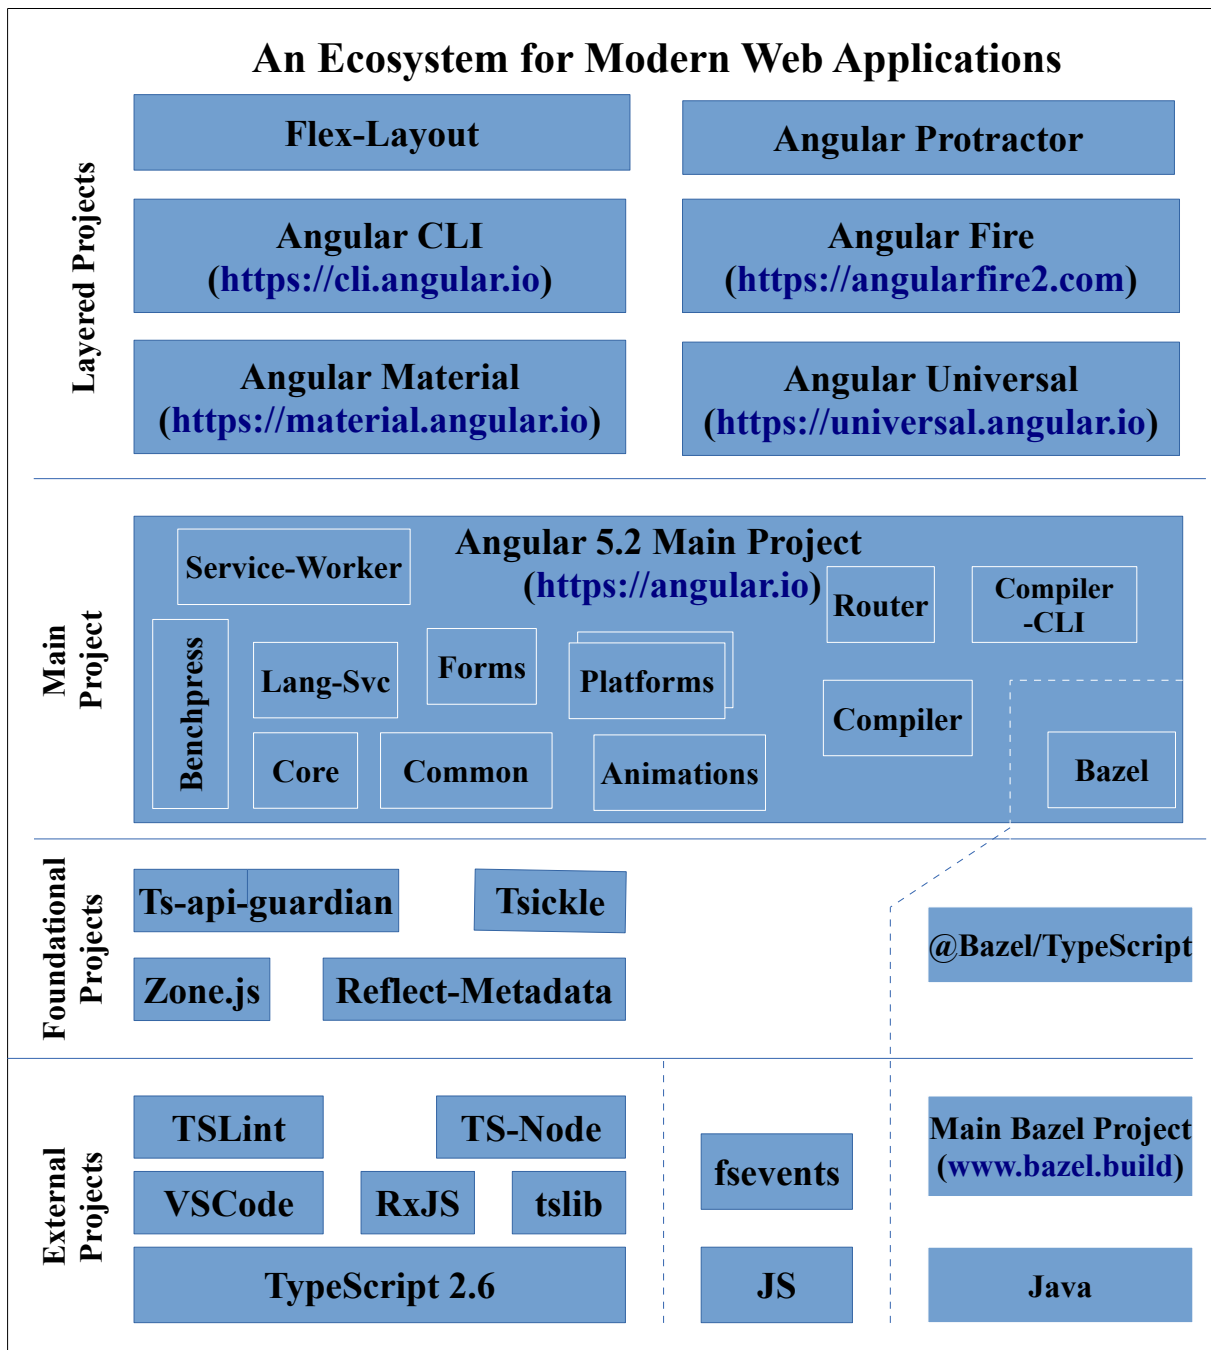 An Ecosystem for Modern Web Applications
Layered Projects
Flex-Layout
Angular Protractor
Angular CLI
(https://cli.angular.io)
Angular Fire
(https://angularfire2.com)
Angular Material
(https://material.angular.io)
Angular Universal
(https://universal.angular.io)
Main
Project
Angular 5.2 Main Project
(https://angular.io)
Service-Worker
Router
Compiler
-CLI
Benchpress
Lang-Svc
Forms
Platforms
Compiler
Core
Common
Animations
Bazel
Foundational
Projects
Ts-api-guardian
Tsickle
@Bazel/TypeScript
Zone.js
Reflect-Metadata
External
Projects
TSLint
TS-Node
fsevents
Main Bazel Project
(www.bazel.build)
VSCode
RxJS
tslib
TypeScript 2.6
JS
Java